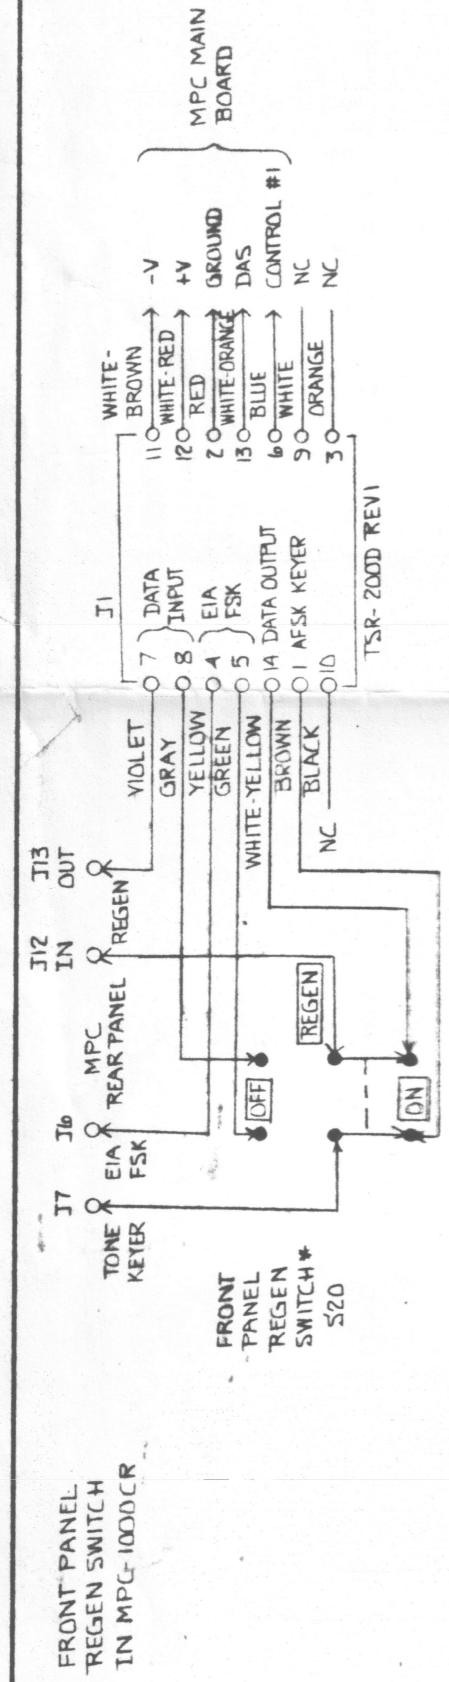 FRONT PANEL
REGEN SWITCH
IN MPC-1000CR
J7
J6
J12
J13
IN
OUT
TONE
KEYER
EIA
FSK
MPC
REAR PANEL
REGEN
VIOLET
GRAY
YELLOW
GREEN
WHITE-YELLOW
BROWN
BLACK
NC
FRONT
PANEL
REGEN
SWITCH*
S20
OFF
REGEN
ON
J1
7
8
DATA
INPUT
4
5
EIA
FSK
14 DATA OUTPUT
1 AFSK KEYER
10
TSR-200D REV1
11
12
2
13
6
9
3
WHITE-
BROWN
WHITE-RED
RED
WHITE-ORANGE
BLUE
WHITE
ORANGE
-V
+V
GROUND
DAS
CONTROL #1
NC
NC
MPC MAIN
BOARD